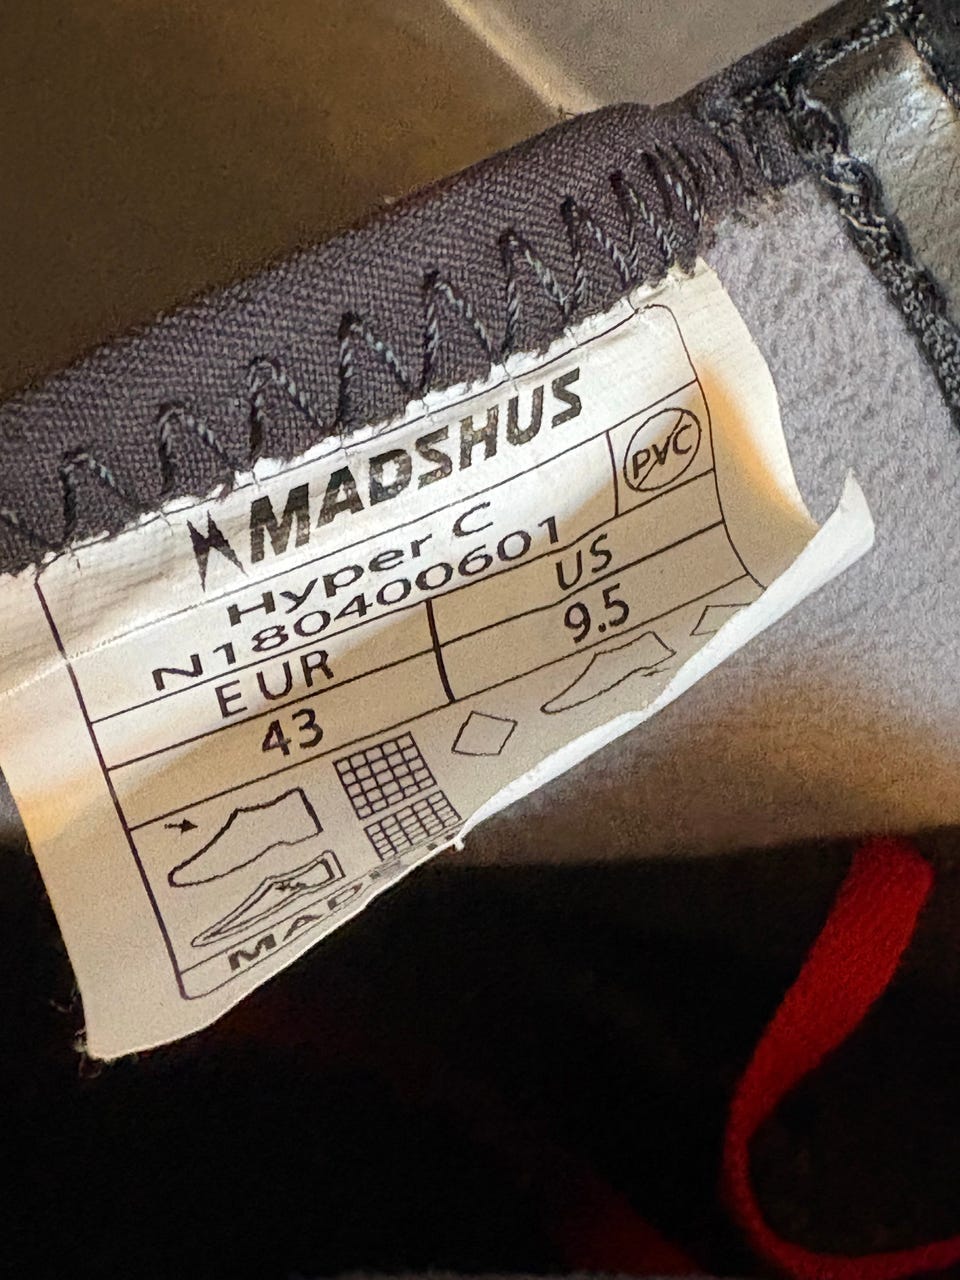 MADSHUS
Hyper C
PVC
N180400601
EUR
US
43
9.5